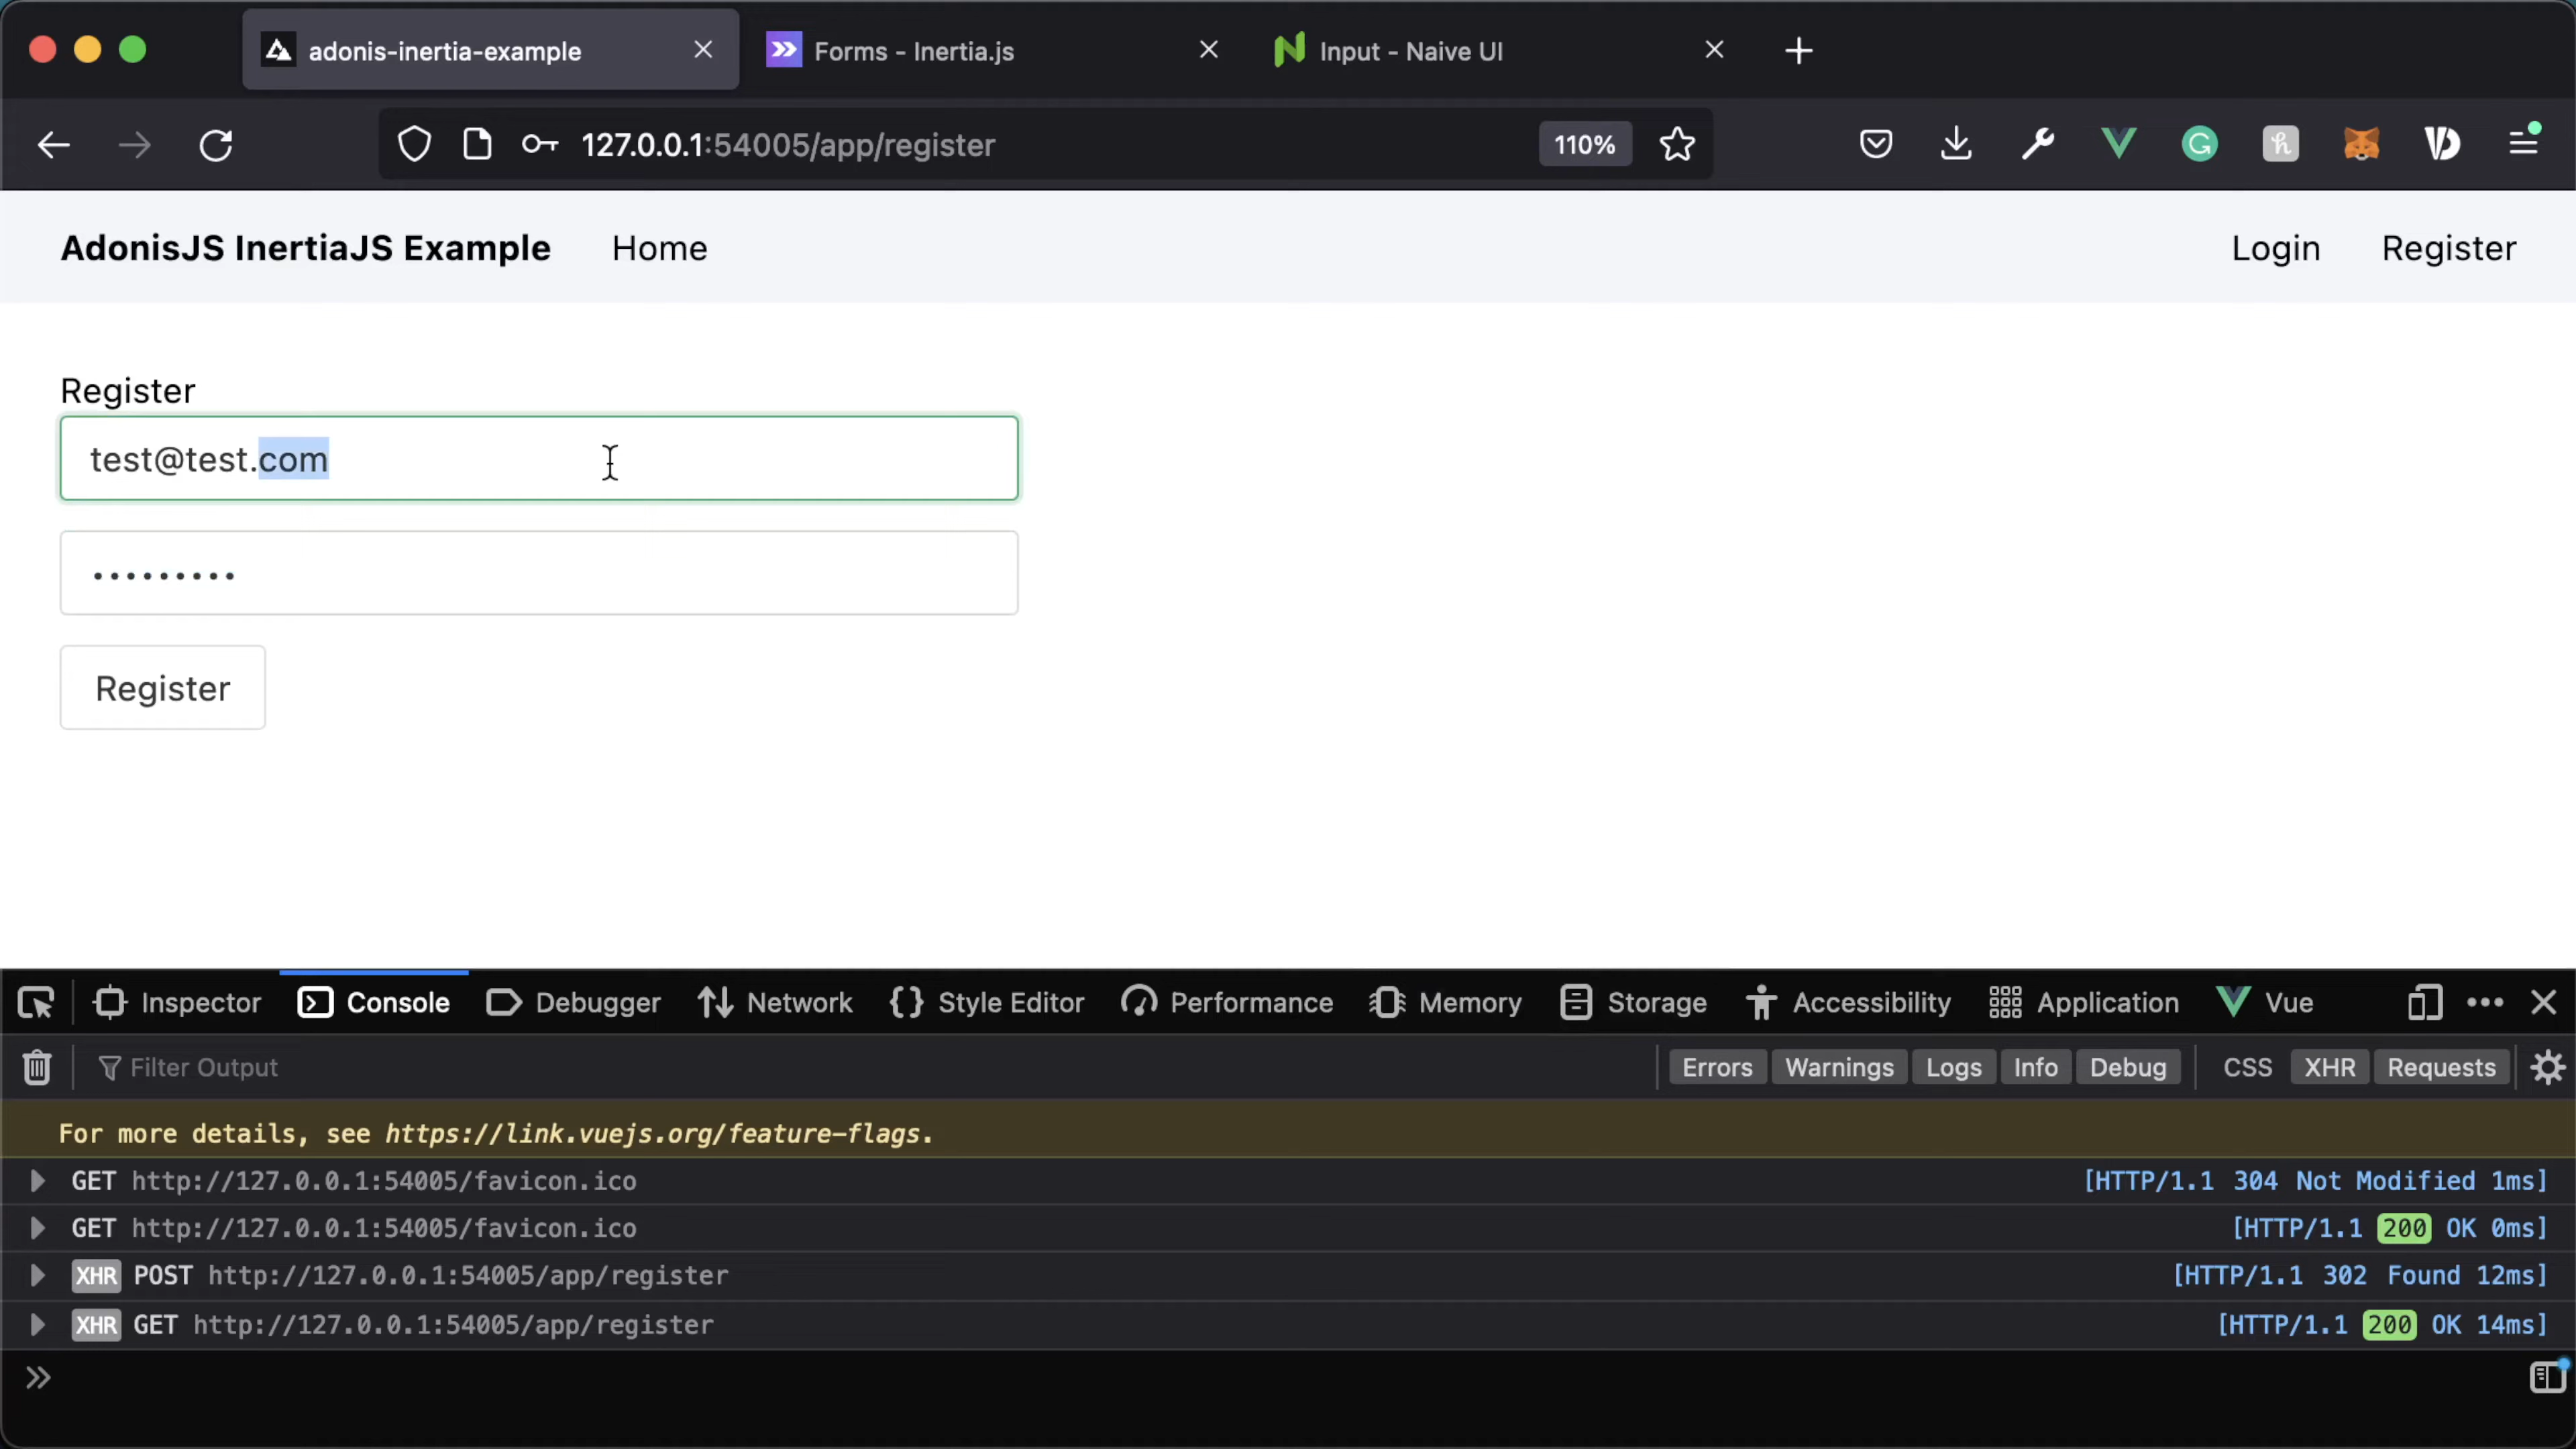 adonis-inertia-example
Forms - Inertia.js
Input - Naive UI
127.0.0.1:54005/app/register
110%
AdonisJS InertiaJS Example
Home
Login
Register
Register
test@test.com
•••••••••
Register
Inspector
Console
Debugger
Network
Style Editor
Performance
Memory
Storage
Accessibility
Application
Vue
Filter Output
Errors
Warnings
Logs
Info
Debug
CSS
XHR
Requests
For more details, see https://link.vuejs.org/feature-flags.
GET http://127.0.0.1:54005/favicon.ico [HTTP/1.1 304 Not Modified 1ms]
GET http://127.0.0.1:54005/favicon.ico [HTTP/1.1 200 OK 0ms]
XHR POST http://127.0.0.1:54005/app/register [HTTP/1.1 302 Found 12ms]
XHR GET http://127.0.0.1:54005/app/register [HTTP/1.1 200 OK 14ms]